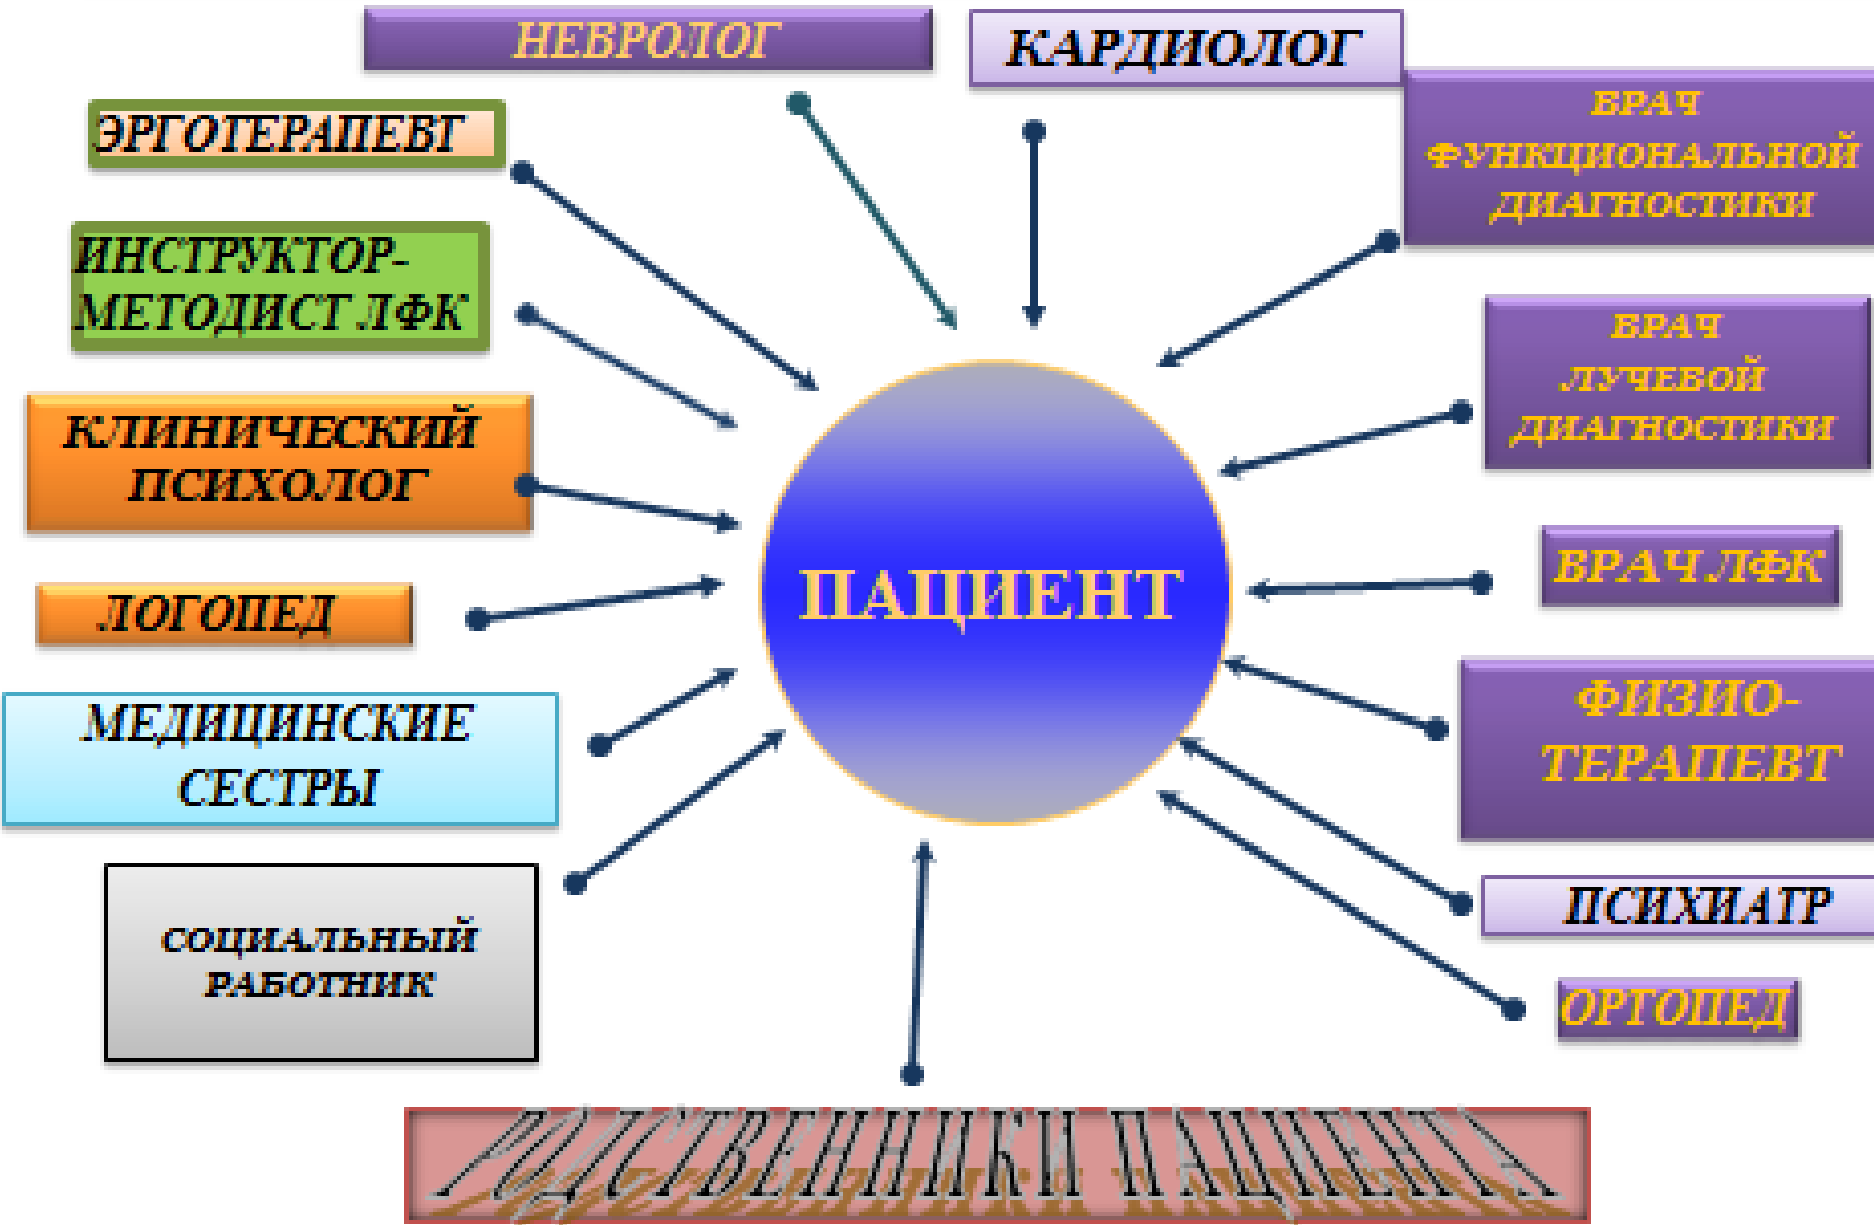 НЕВРОЛОГ
КАРДИОЛОГ
ВРАЧ
ФУНКЦИОНАЛЬНОЙ
ДИАГНОСТИКИ
ЭРГОТЕРАПЕВТ
ИНСТРУКТОР-
МЕТОДИСТ ЛФК
ВРАЧ
ЛУЧЕВОЙ
ДИАГНОСТИКИ
КЛИНИЧЕСКИЙ
ПСИХОЛОГ
ПАЦИЕНТ
ВРАЧ ЛФК
ЛОГОПЕД
ФИЗИО-
ТЕРАПЕВТ
МЕДИЦИНСКИЕ
СЕСТРЫ
ПСИХИАТР
СОЦИАЛЬНЫЙ
РАБОТНИК
ОРТОПЕД
РОДСТВЕННИКИ ПАЦИЕНТА